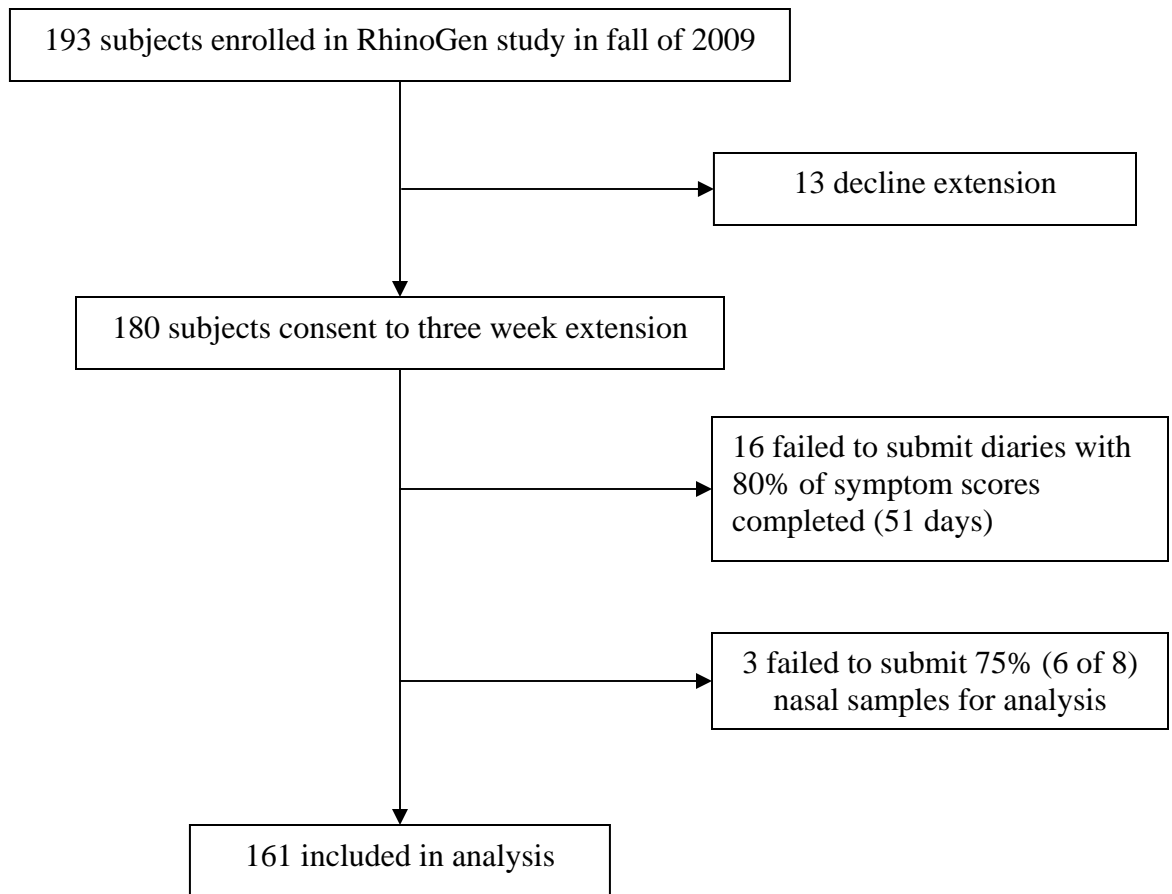 193 subjects enrolled in RhinoGen study in fall of 2009
13 decline extension
180 subjects consent to three week extension
16 failed to submit diaries with
80% of symptom scores
completed (51 days)
3 failed to submit 75% (6 of 8)
nasal samples for analysis
161 included in analysis